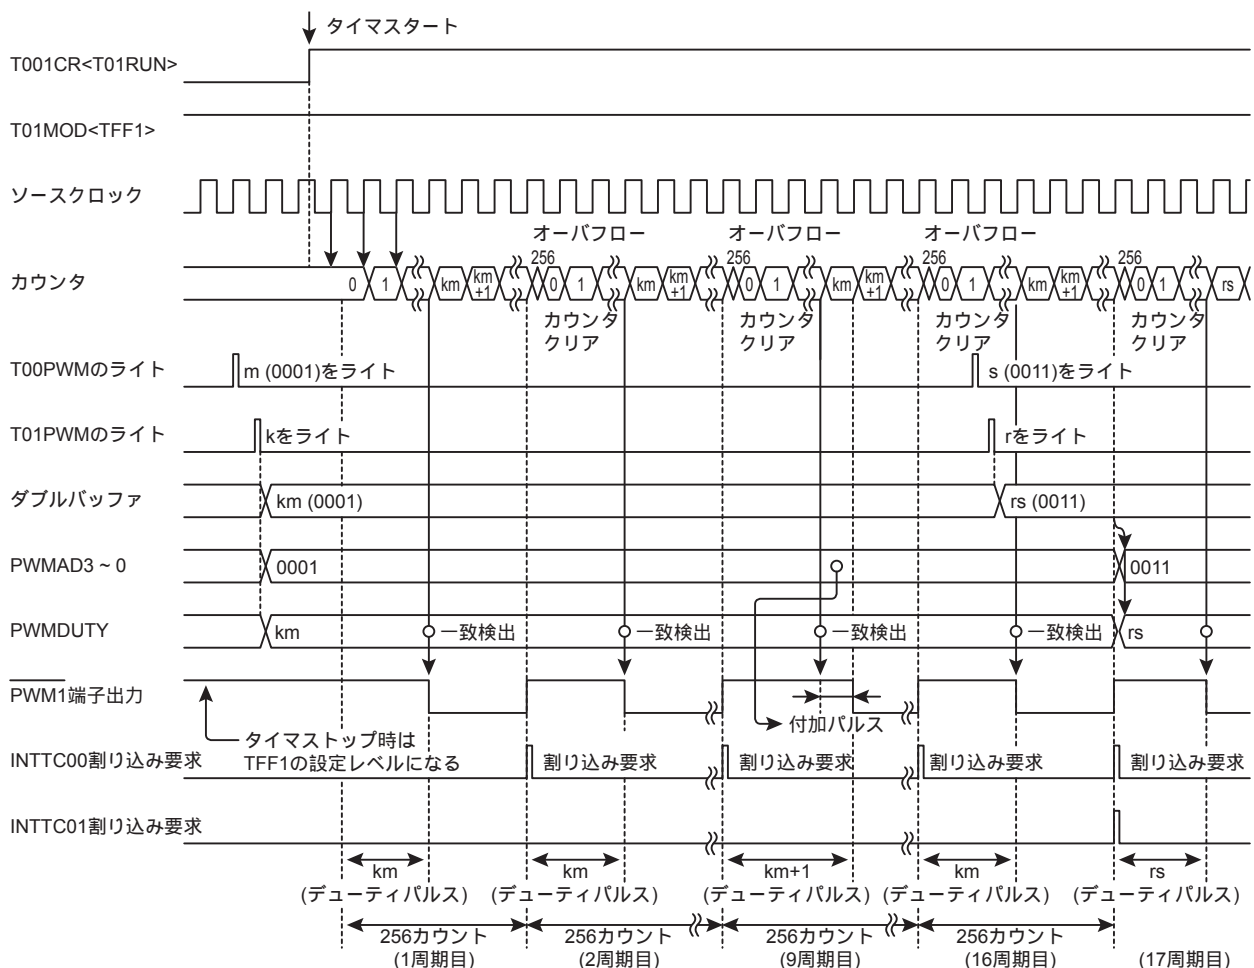 タイマスタート
T001CR<T01RUN>
T01MOD<TFF1>
ソースクロック
オーバフロー オーバフロー オーバフロー
256 256 256 256
カウンタ 0 1 km km+1 0 1 km km+1 0 1 km km+1 0 1 km km+1 0 1 rs
カウンタ カウンタ カウンタ カウンタ
クリア クリア クリア クリア
T00PWMのライト m (0001)をライト s (0011)をライト
T01PWMのライト kをライト rをライト
ダブルバッファ km (0001) rs (0011)
PWMAD3 ~ 0 0001 0011
PWMDUTY km 一致検出 一致検出 一致検出 一致検出 rs
PWM1端子出力
付加パルス
タイマストップ時は
TFF1の設定レベルになる
INTTC00割り込み要求 割り込み要求 割り込み要求 割り込み要求 割り込み要求
INTTC01割り込み要求
km km km+1 km rs
(デューティパルス) (デューティパルス) (デューティパルス) (デューティパルス) (デューティパルス)
256カウント 256カウント 256カウント 256カウント
(1周期目) (2周期目) (9周期目) (16周期目) (17周期目)